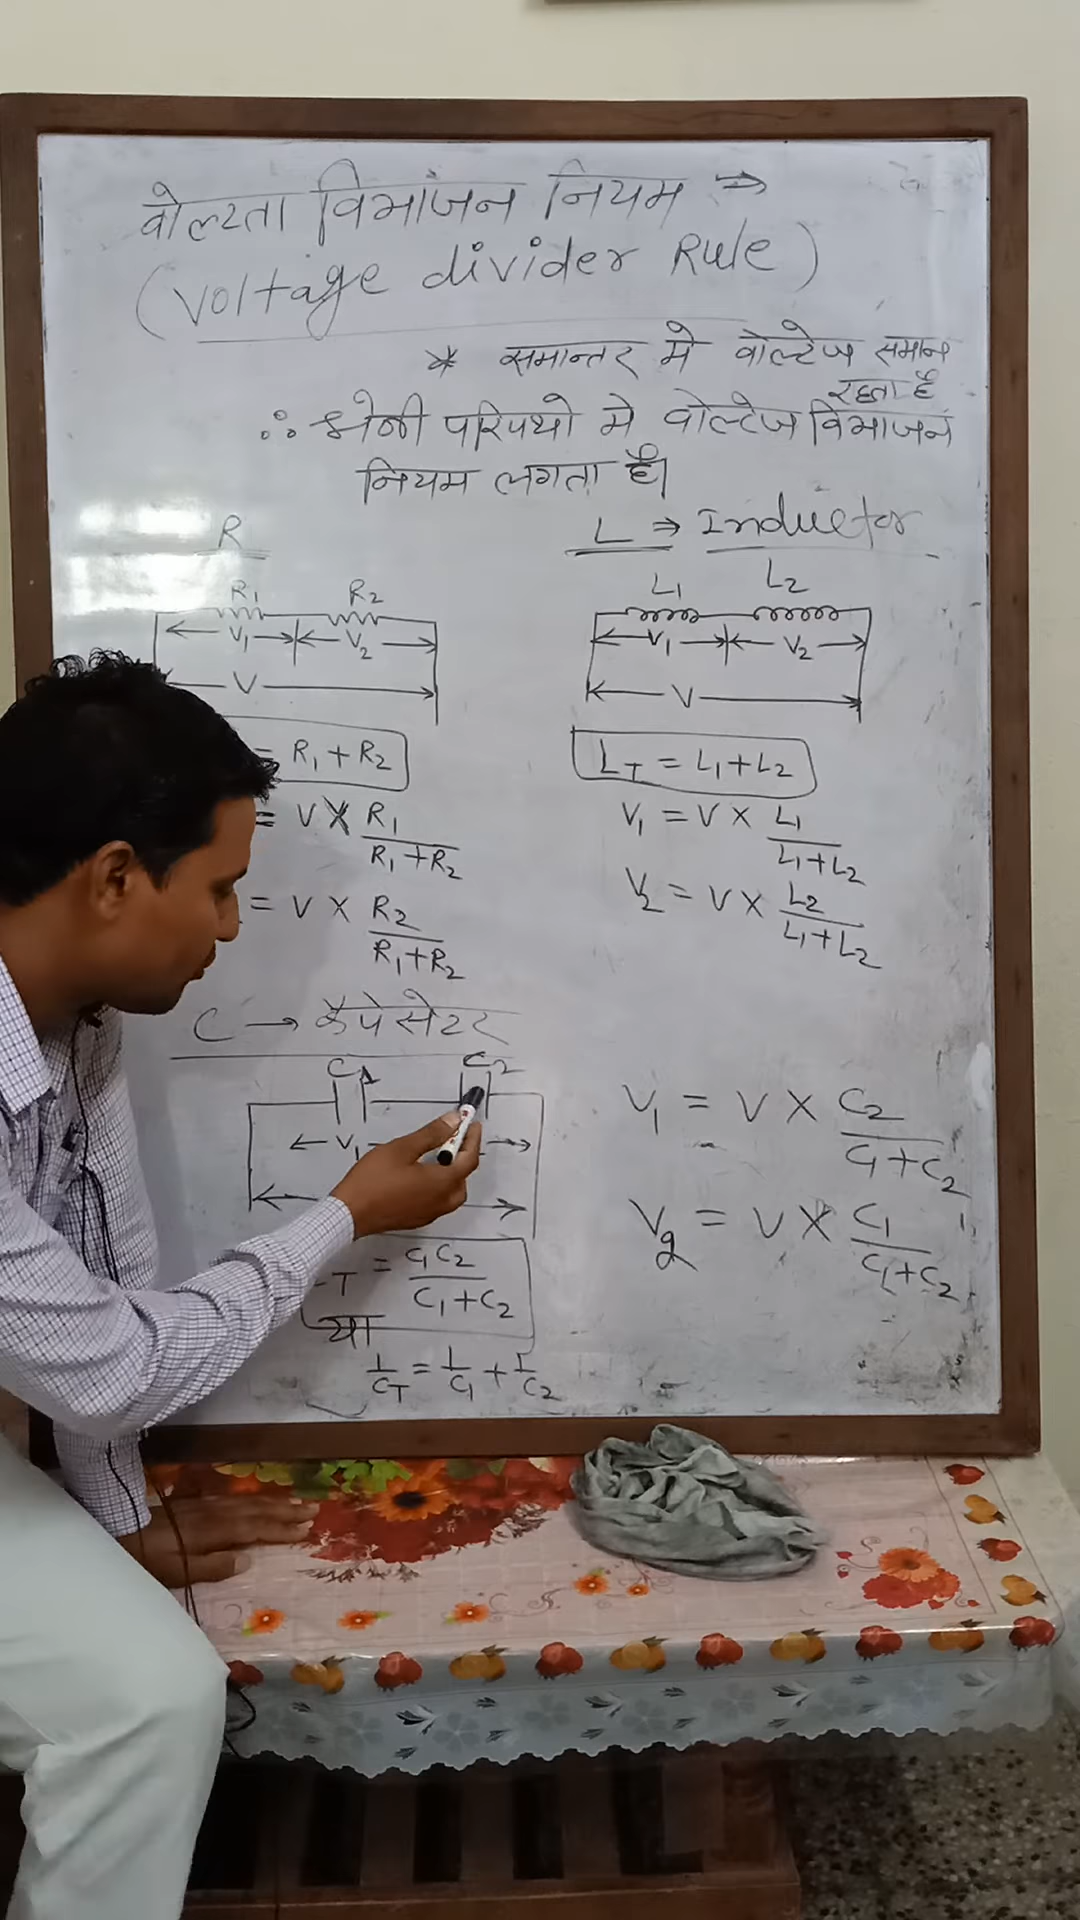 वोल्टता विभांजन नियम ⇒
(voltage divider Rule)
* समान्तर मे वोल्टेज समान
रहता है
∴ श्रेणी परिपथो मे वोल्टेज विभाजन
नियम लगता है।
R
R₁ R₂
V₁ V₂
V
= R₁ + R₂
= V X R₁/(R₁ + R₂)
= V X R₂/(R₁ + R₂)
L ⇒ Inductor
L₁ L₂
V₁ V₂
V
L_T = L₁ + L₂
V₁ = V X L₁/(L₁ + L₂)
V₂ = V X L₂/(L₁ + L₂)
C → कैपेसेटर
C₁ C₂
V₁
T = C₁C₂/(C₁ + C₂)
या
1/C_T = 1/C₁ + 1/C₂
V₁ = V X C₂/(C₁ + C₂)
V₂ = V X C₁/(C₁ + C₂)